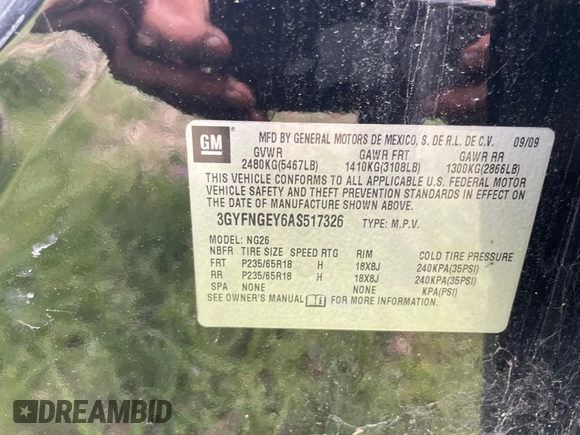 GM
MFD BY GENERAL MOTORS DE MEXICO, S. DE R.L. DE C.V. 09/09
GVWR GAWR FRT GAWR RR
2480KG(5467LB) 1410KG(3108LB) 1300KG(2866LB)
THIS VEHICLE CONFORMS TO ALL APPLICABLE U.S. FEDERAL MOTOR
VEHICLE SAFETY AND THEFT PREVENTION STANDARDS IN EFFECT ON
THE DATE OF MANUFACTURE SHOWN ABOVE.
3GYFNGEY6AS517326 TYPE: M.P.V.
MODEL: NG26
NBFR TIRE SIZE SPEED RTG RIM COLD TIRE PRESSURE
FRT P235/65R18 H 18X8J 240KPA(35PSI)
RR P235/65R18 H 18X8J 240KPA(35PSI)
SPA NONE NONE KPA(PSI)
SEE OWNER'S MANUAL FOR MORE INFORMATION.
DREAMBID